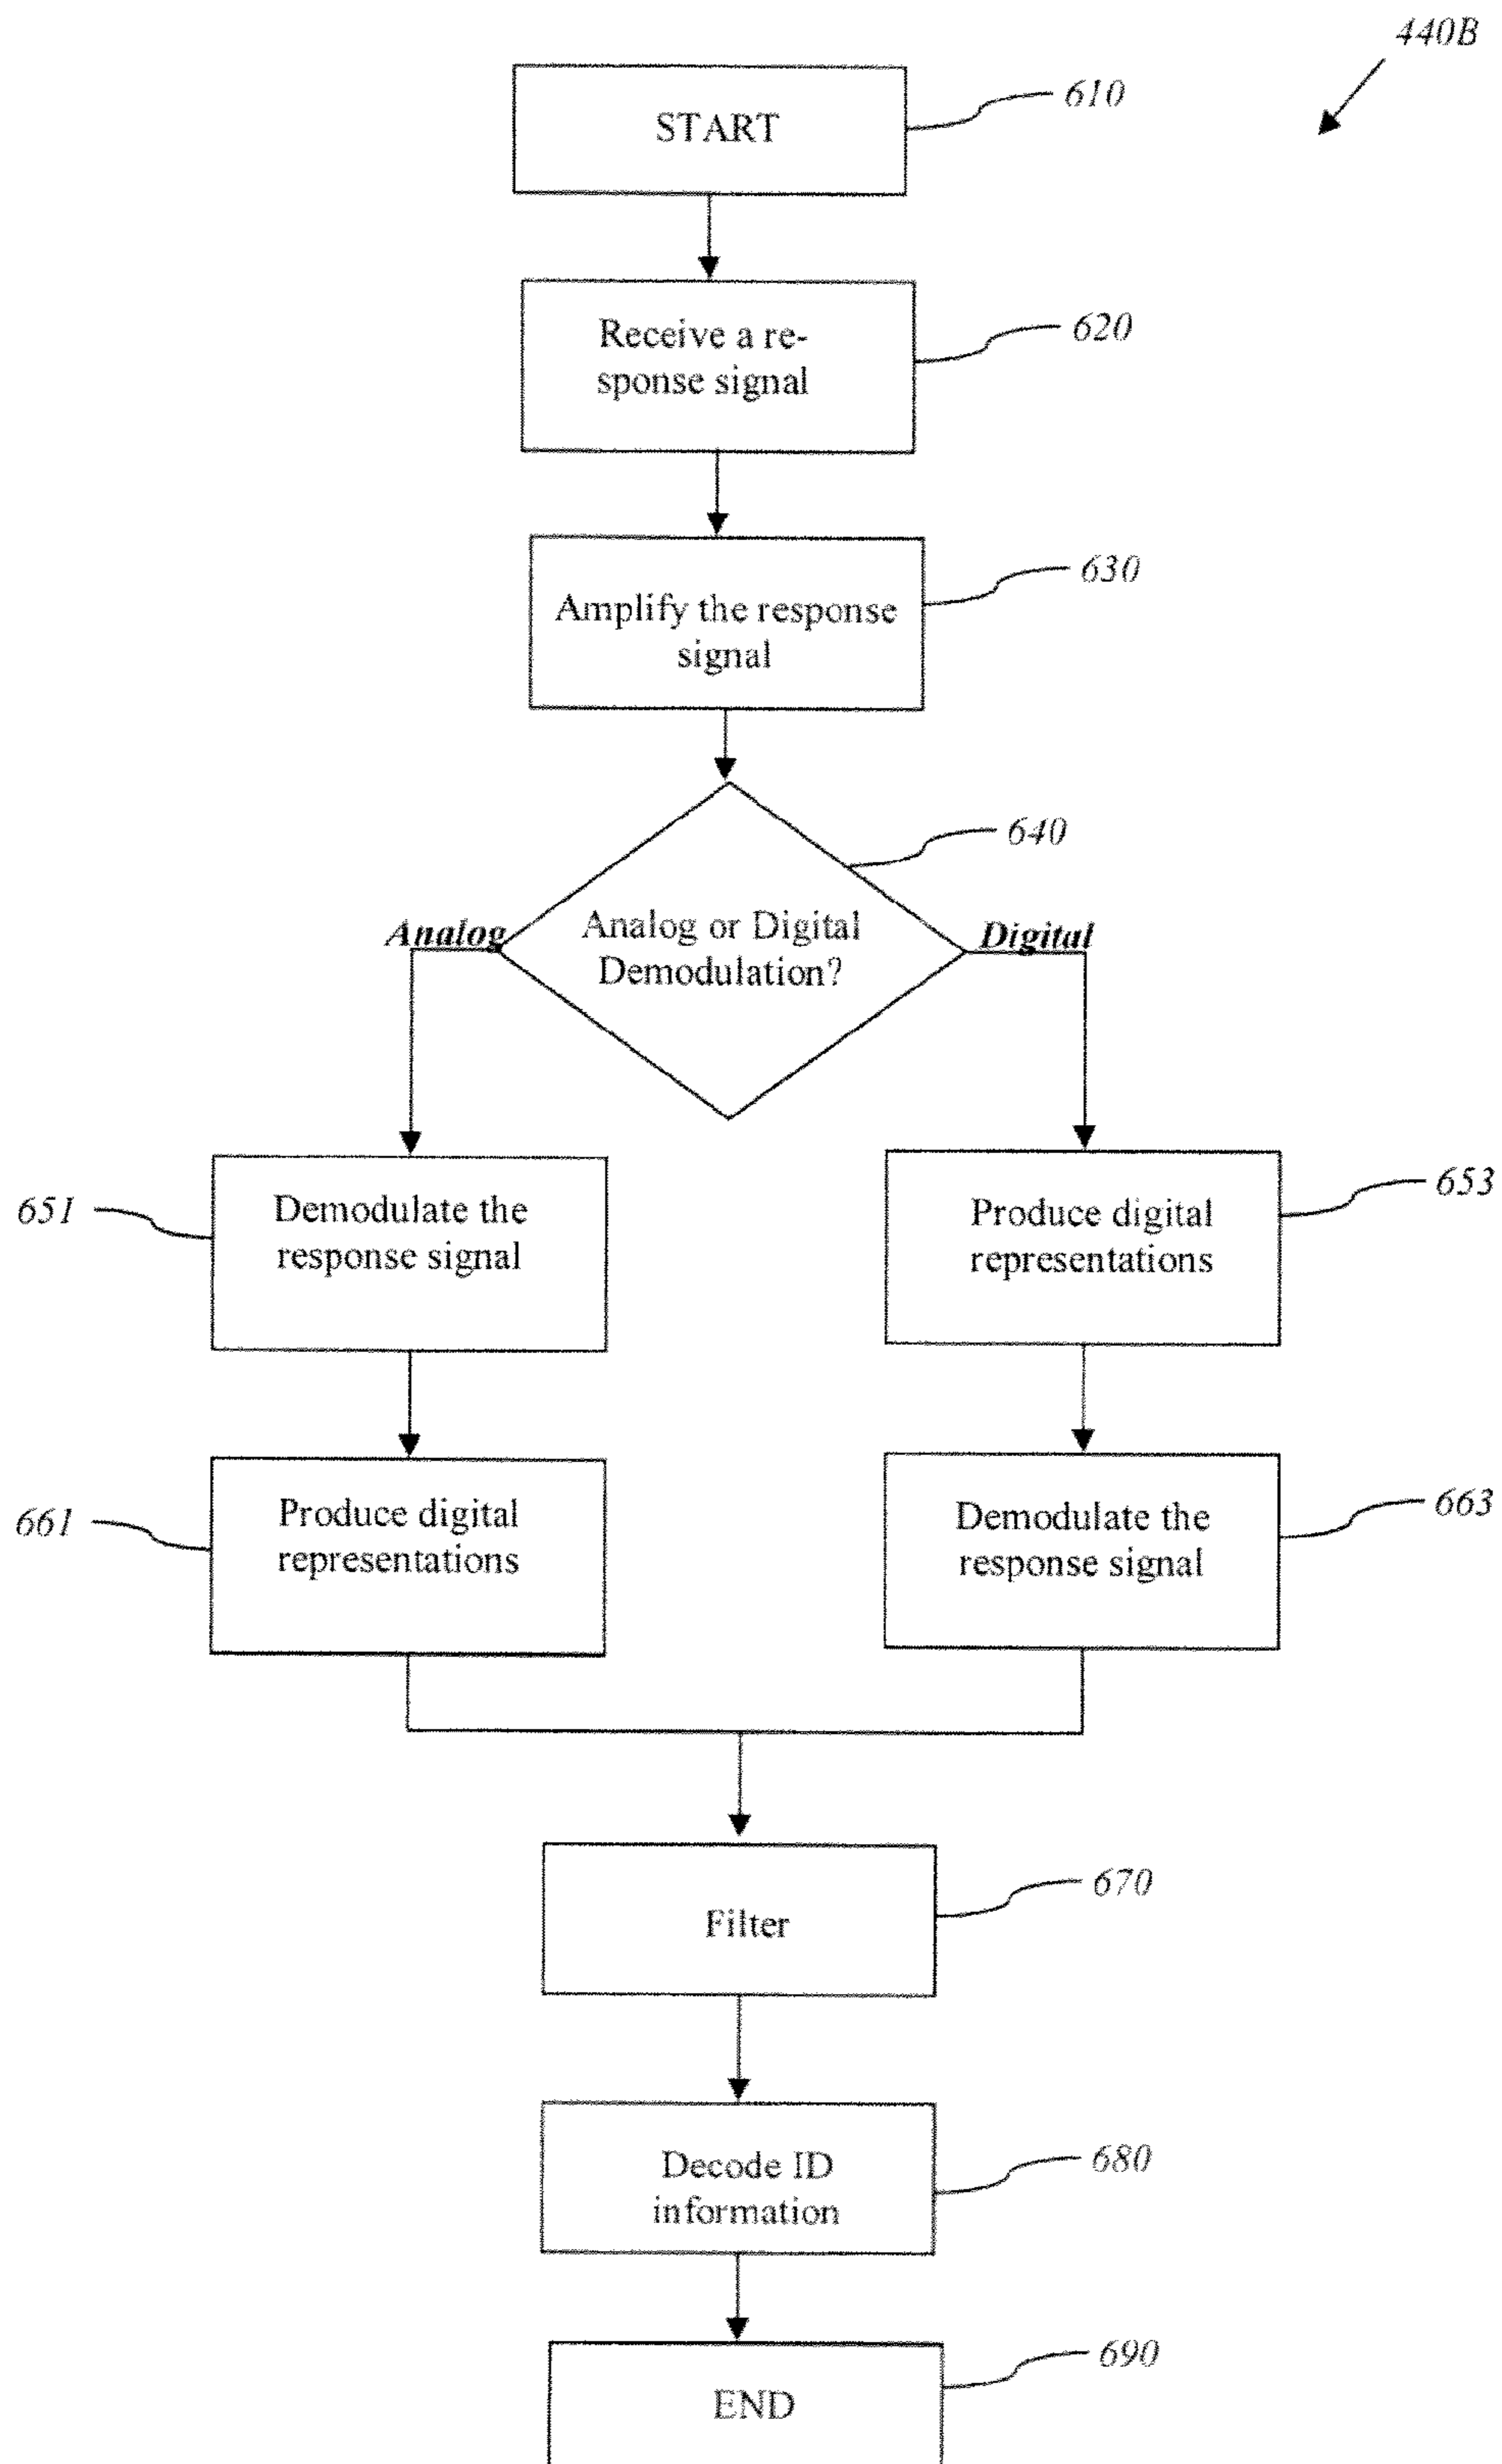 440B
START
610
Receive a re-
sponse signal
620
Amplify the response
signal
630
640
Analog
Analog or Digital
Demodulation?
Digital
651
Demodulate the
response signal
Produce digital
representations
653
661
Produce digital
representations
Demodulate the
response signal
663
Filter
670
Decode ID
information
680
END
690